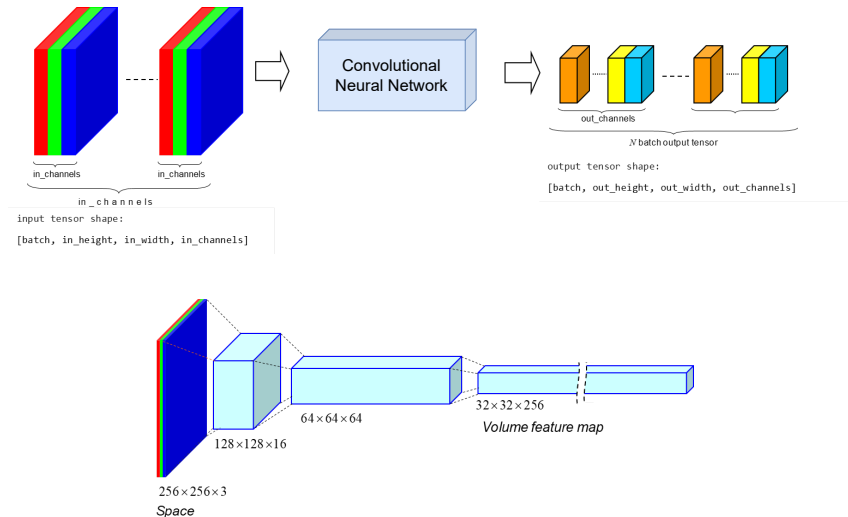 Convolutional
Neural Network
in_channels
in_channels
in_channels
input tensor shape:
[batch, in_height, in_width, in_channels]
out_channels
N batch output tensor
output tensor shape:
[batch, out_height, out_width, out_channels]
256×256×3
Space
128×128×16
64×64×64
32×32×256
Volume feature map